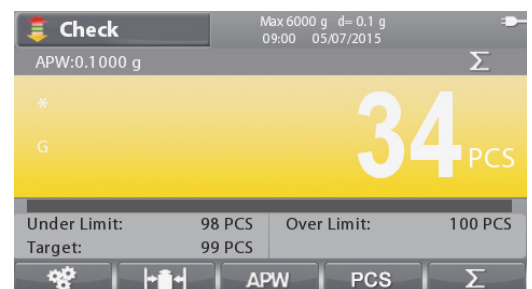 Check
Max 6000 g d= 0.1 g
09:00 05/07/2015
APW:0.1000 g Σ
*
G
34 PCS
Under Limit: 98 PCS Over Limit: 100 PCS
Target: 99 PCS
APW PCS Σ